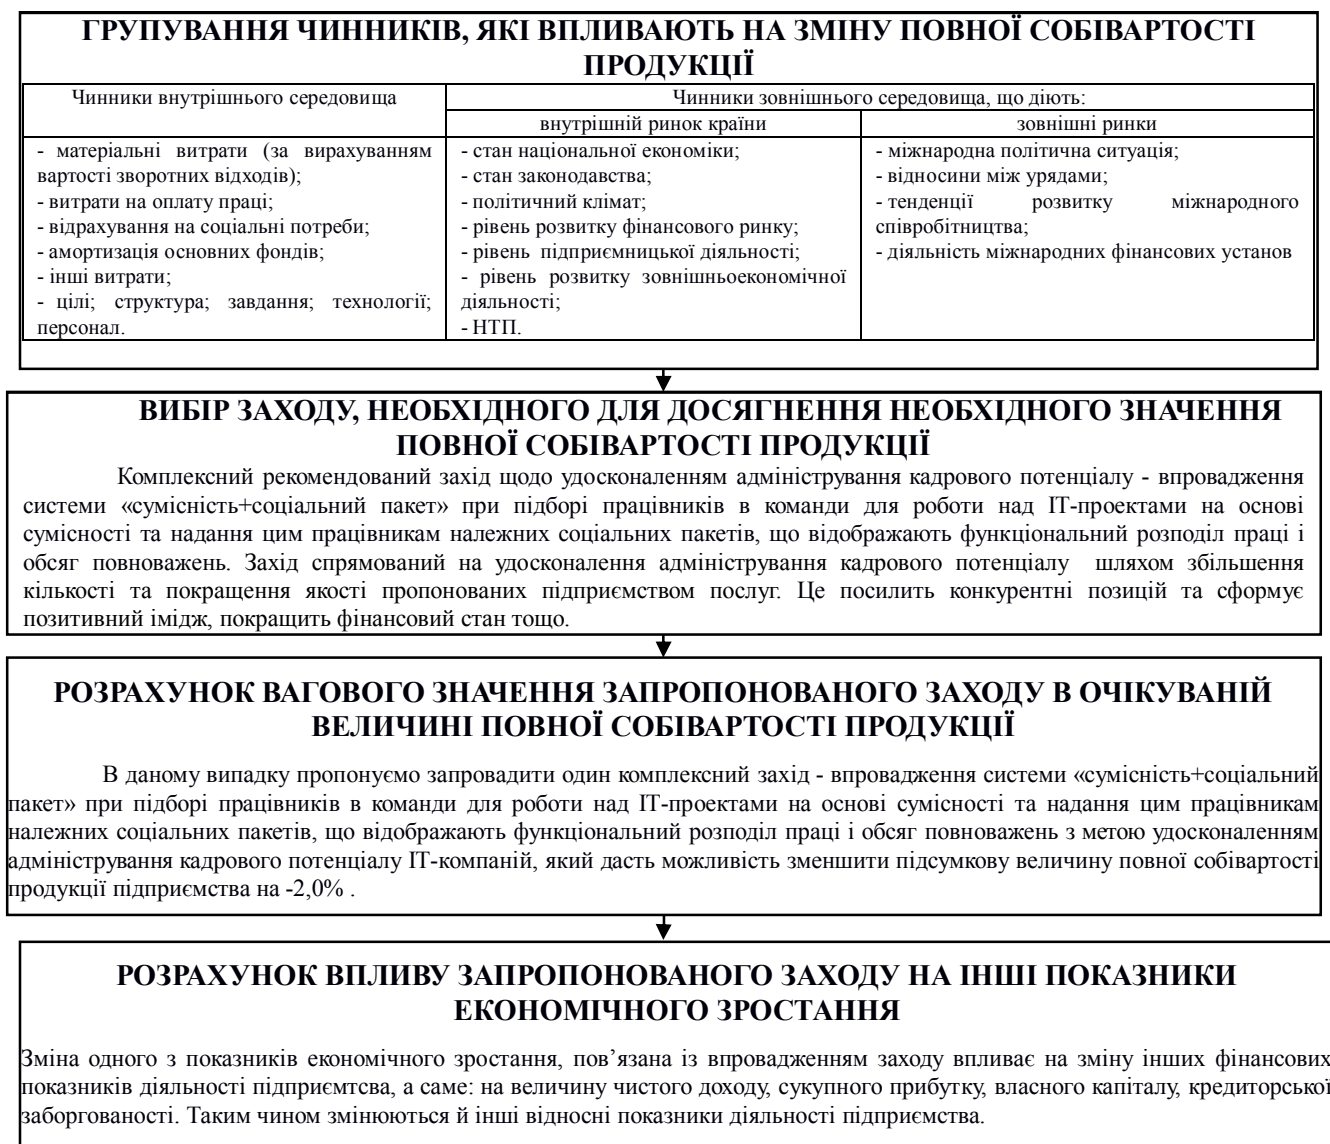 ГРУПУВАННЯ ЧИННИКІВ, ЯКІ ВПЛИВАЮТЬ НА ЗМІНУ ПОВНОЇ СОБІВАРТОСТІ
ПРОДУКЦІЇ
Чинники внутрішнього середовища
Чинники зовнішнього середовища, що діють:
внутрішній ринок країни
зовнішні ринки
- матеріальні витрати (за вирахуванням
вартості зворотних відходів);
- витрати на оплату праці;
- відрахування на соціальні потреби;
- амортизація основних фондів;
- інші витрати;
- цілі; структура; завдання; технології;
персонал.
- стан національної економіки;
- стан законодавства;
- політичний клімат;
- рівень розвитку фінансового ринку;
- рівень підприємницької діяльності;
- рівень розвитку зовнішньоекономічної
діяльності;
- НТП.
- міжнародна політична ситуація;
- відносини між урядами;
- тенденції розвитку міжнародного
співробітництва;
- діяльність міжнародних фінансових установ
ВИБІР ЗАХОДУ, НЕОБХІДНОГО ДЛЯ ДОСЯГНЕННЯ НЕОБХІДНОГО ЗНАЧЕННЯ
ПОВНОЇ СОБІВАРТОСТІ ПРОДУКЦІЇ
Комплексний рекомендований захід щодо удосконаленням адміністрування кадрового потенціалу - впровадження
системи «сумісність+соціальний пакет» при підборі працівників в команди для роботи над ІТ-проектами на основі
сумісності та надання цим працівникам належних соціальних пакетів, що відображають функціональний розподіл праці і
обсяг повноважень. Захід спрямований на удосконалення адміністрування кадрового потенціалу шляхом збільшення
кількості та покращення якості пропонованих підприємством послуг. Це посилить конкурентні позицій та сформує
позитивний імідж, покращить фінансовий стан тощо.
РОЗРАХУНОК ВАГОВОГО ЗНАЧЕННЯ ЗАПРОПОНОВАНОГО ЗАХОДУ В ОЧІКУВАНІЙ
ВЕЛИЧИНІ ПОВНОЇ СОБІВАРТОСТІ ПРОДУКЦІЇ
В даному випадку пропонуємо запровадити один комплексний захід - впровадження системи «сумісність+соціальний
пакет» при підборі працівників в команди для роботи над ІТ-проектами на основі сумісності та надання цим працівникам
належних соціальних пакетів, що відображають функціональний розподіл праці і обсяг повноважень з метою удосконаленням
адміністрування кадрового потенціалу ІТ-компаній, який дасть можливість зменшити підсумкову величину повної собівартості
продукції підприємства на -2,0% .
РОЗРАХУНОК ВПЛИВУ ЗАПРОПОНОВАНОГО ЗАХОДУ НА ІНШІ ПОКАЗНИКИ
ЕКОНОМІЧНОГО ЗРОСТАННЯ
Зміна одного з показників економічного зростання, пов’язана із впровадженням заходу впливає на зміну інших фінансових
показників діяльності підприємтсва, а саме: на величину чистого доходу, сукупного прибутку, власного капіталу, кредиторської
заборгованості. Таким чином змінюються й інші відносні показники діяльності підприємства.